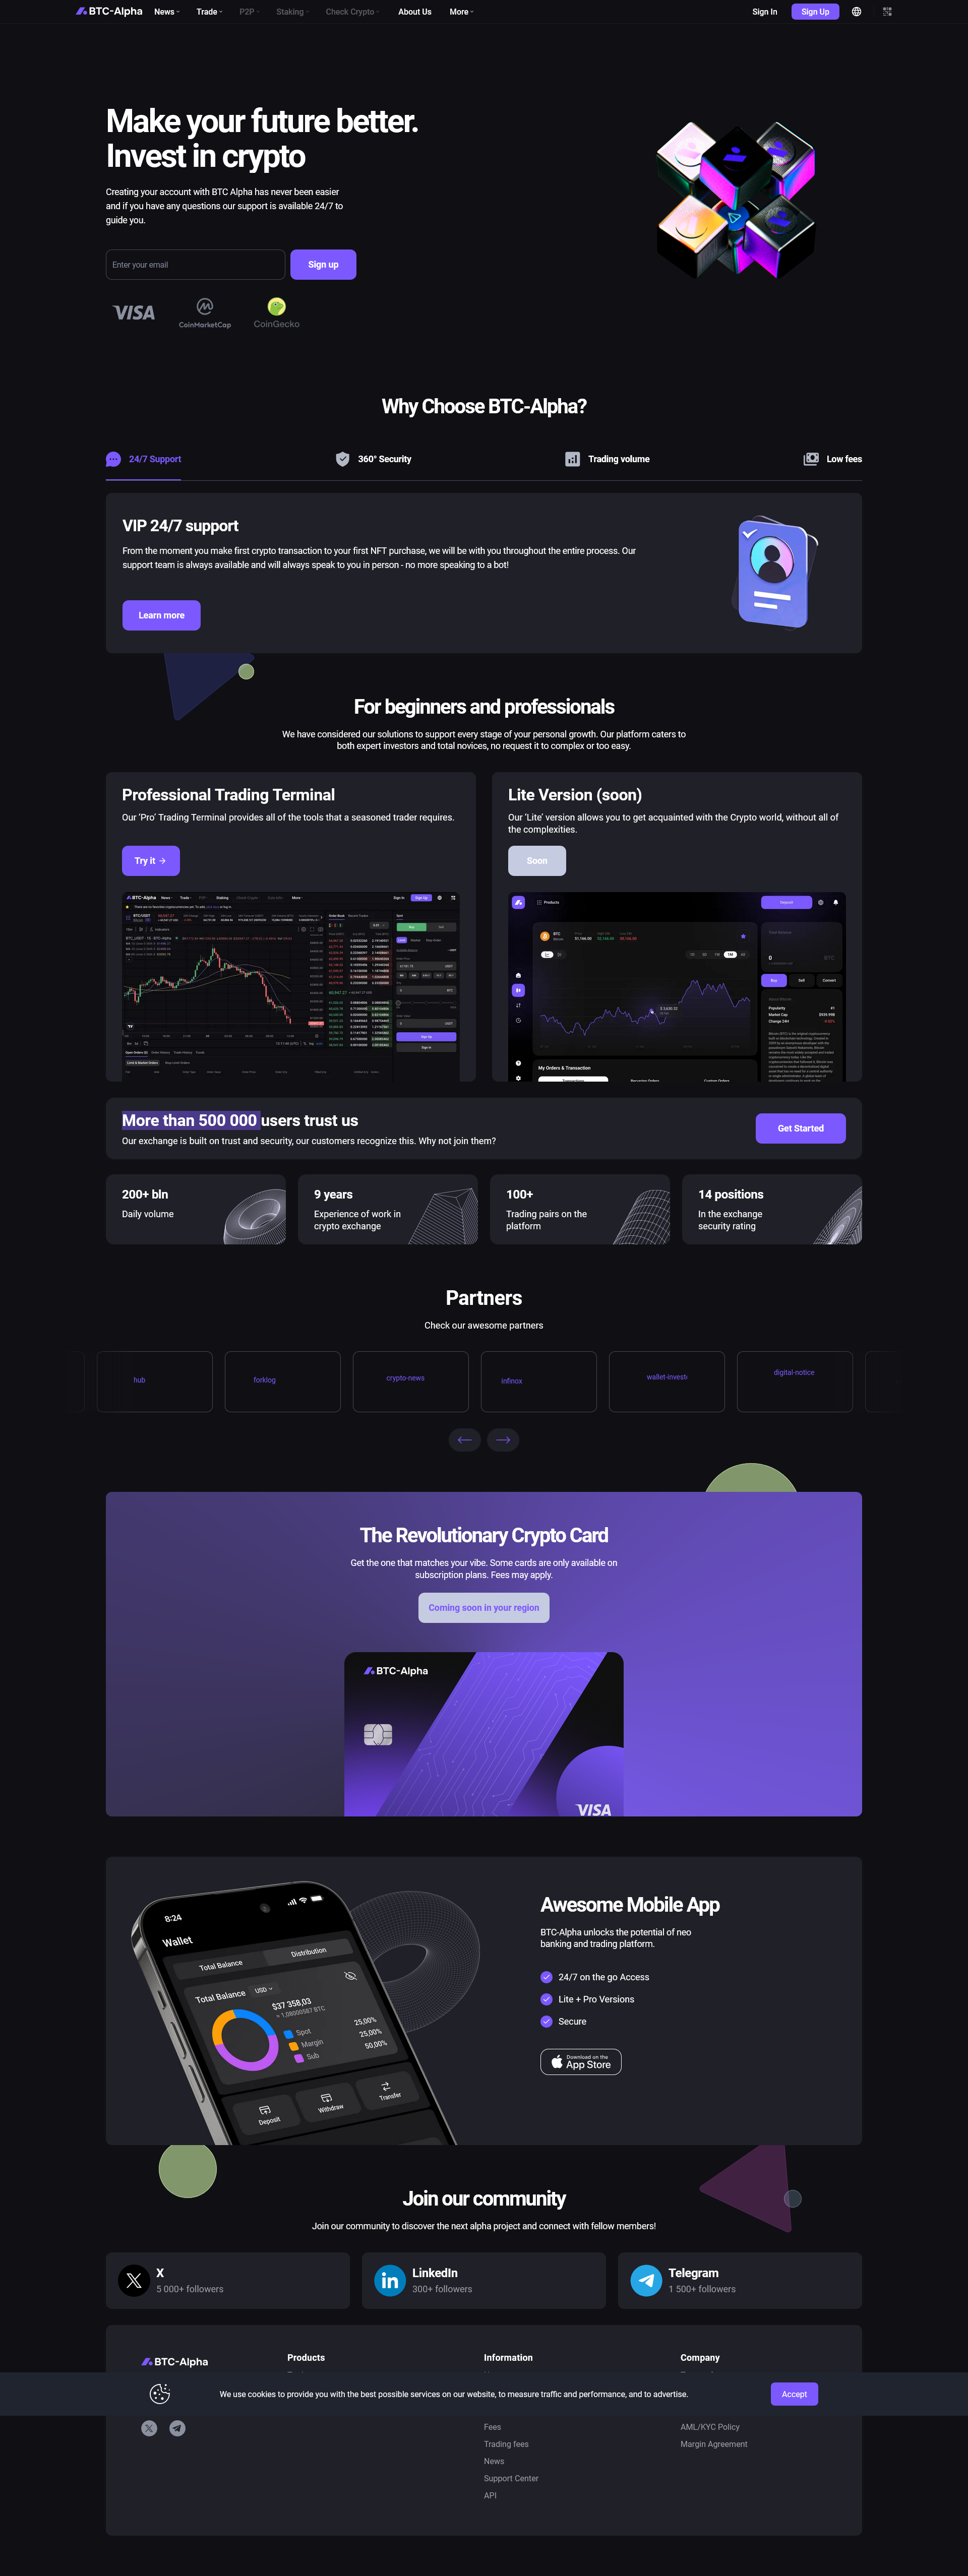 BTC-Alpha
News
Trade
P2P
Staking
Check Crypto
About Us
More
Sign In
Sign Up
Make your future better.
Invest in crypto
Creating your account with BTC Alpha has never been easier
and if you have any questions our support is available 24/7 to
guide you.
Enter your email
Sign up
VISA
CoinMarketCap
CoinGecko
Why Choose BTC-Alpha?
24/7 Support
360° Security
Trading volume
Low fees
VIP 24/7 support
From the moment you make first crypto transaction to your first NFT purchase, we will be with you throughout the entire process. Our
support team is always available and will always speak to you in person - no more speaking to a bot!
Learn more
For beginners and professionals
We have considered our solutions to support every stage of your personal growth. Our platform caters to
both expert investors and total novices, no request it to complex or too easy.
Professional Trading Terminal
Our ‘Pro’ Trading Terminal provides all of the tools that a seasoned trader requires.
Try it
BTC-Alpha
Lite Version (soon)
Our ‘Lite’ version allows you to get acquainted with the Crypto world, without all of
the complexities.
Soon
Products
Deposit
Buy
Sell
Convert
My Orders & Transaction
More than 500 000 users trust us
Our exchange is built on trust and security, our customers recognize this. Why not join them?
Get Started
200+ bln
Daily volume
9 years
Experience of work in
crypto exchange
100+
Trading pairs on the
platform
14 positions
In the exchange
security rating
Partners
Check our awesome partners
hub
forklog
crypto-news
infinox
wallet-invest
digital-notice
The Revolutionary Crypto Card
Get the one that matches your vibe. Some cards are only available on
subscription plans. Fees may apply.
Coming soon in your region
BTC-Alpha
VISA
8:24
Wallet
Total Balance
Distribution
Total Balance
USD
$37 358,03
≈ 1,08000587 BTC
Spot
25,00%
Margin
25,00%
Sub
50,00%
Deposit
Withdraw
Transfer
Awesome Mobile App
BTC-Alpha unlocks the potential of neo
banking and trading platform.
24/7 on the go Access
Lite + Pro Versions
Secure
Download on the
App Store
Join our community
Join our community to discover the next alpha project and connect with fellow members!
X
5 000+ followers
LinkedIn
300+ followers
Telegram
1 500+ followers
BTC-Alpha
Products
Information
Company
We use cookies to provide you with the best possible services on our website, to measure traffic and performance, and to advertise.
Accept
Fees
Trading fees
News
Support Center
API
AML/KYC Policy
Margin Agreement